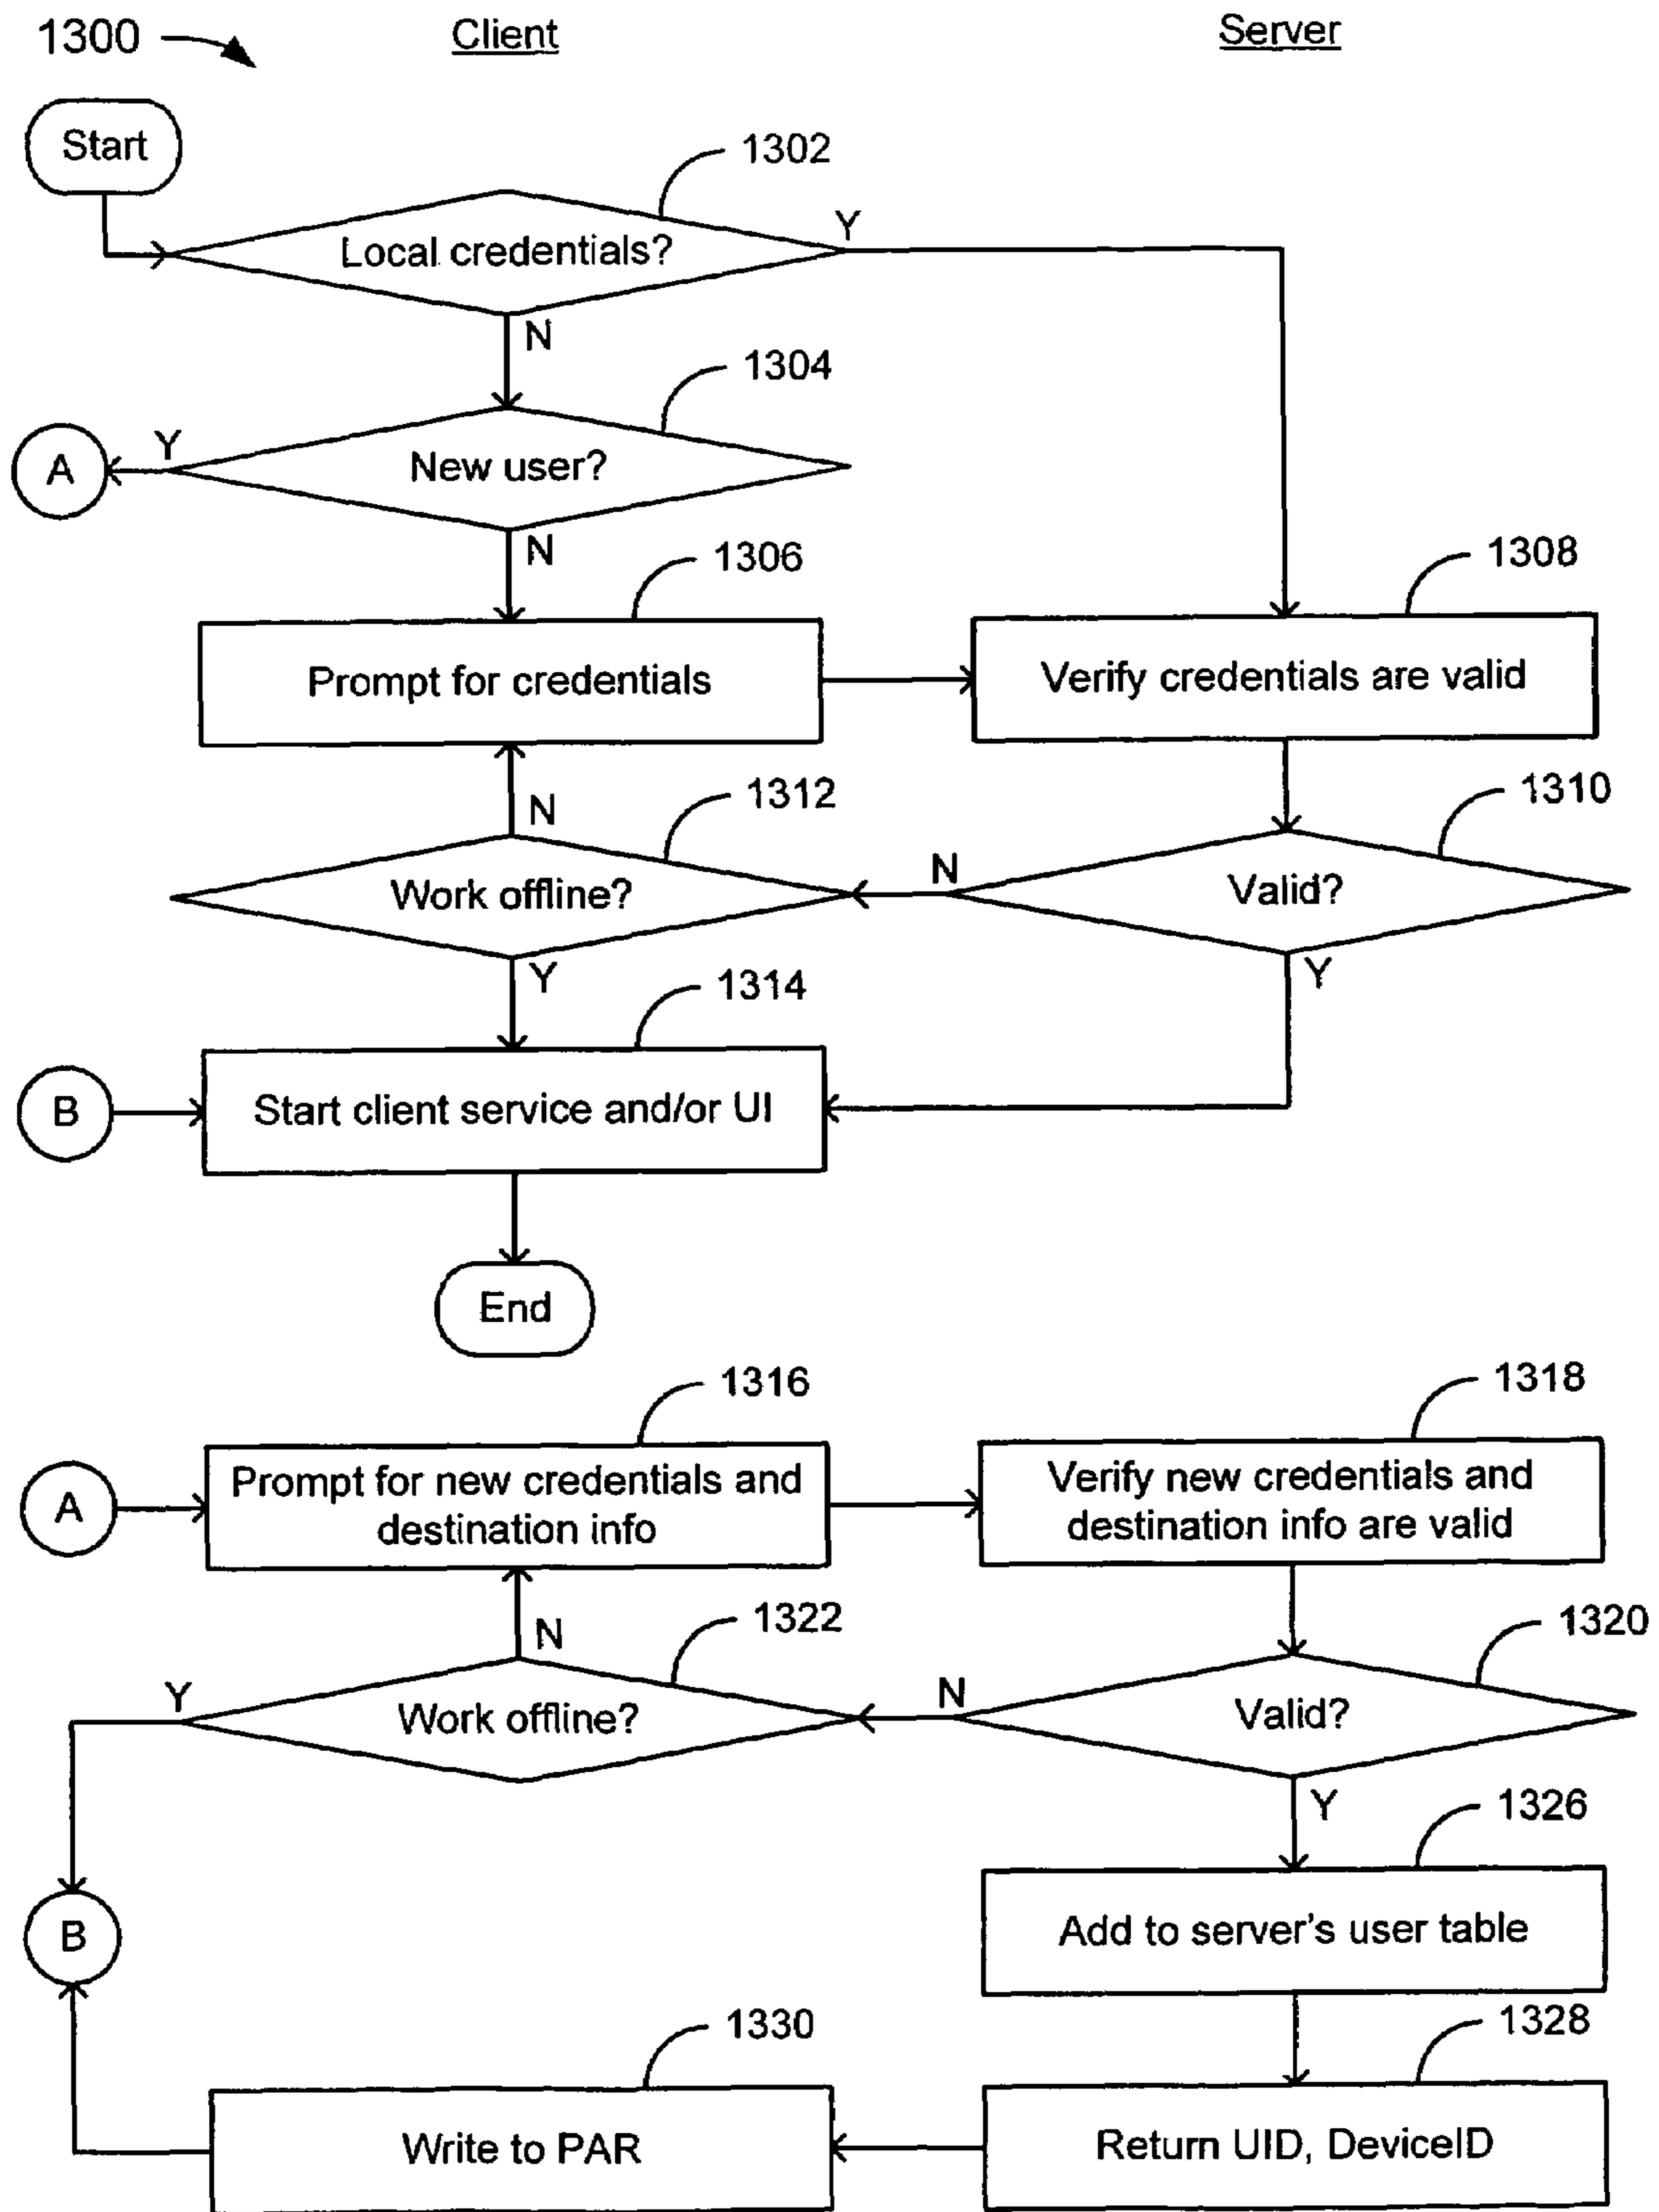 1300
Client
Server
Start
1302
Local credentials?
Y
N
1304
A
Y
New user?
N
1306
1308
Prompt for credentials
Verify credentials are valid
N
1312
1310
Work offline?
N
Valid?
Y
1314
Y
B
Start client service and/or UI
End
1316
1318
A
Prompt for new credentials and
destination info
Verify new credentials and
destination info are valid
N
1322
1320
Y
Work offline?
N
Valid?
Y
1326
B
Add to server's user table
1330
1328
Write to PAR
Return UID, DeviceID